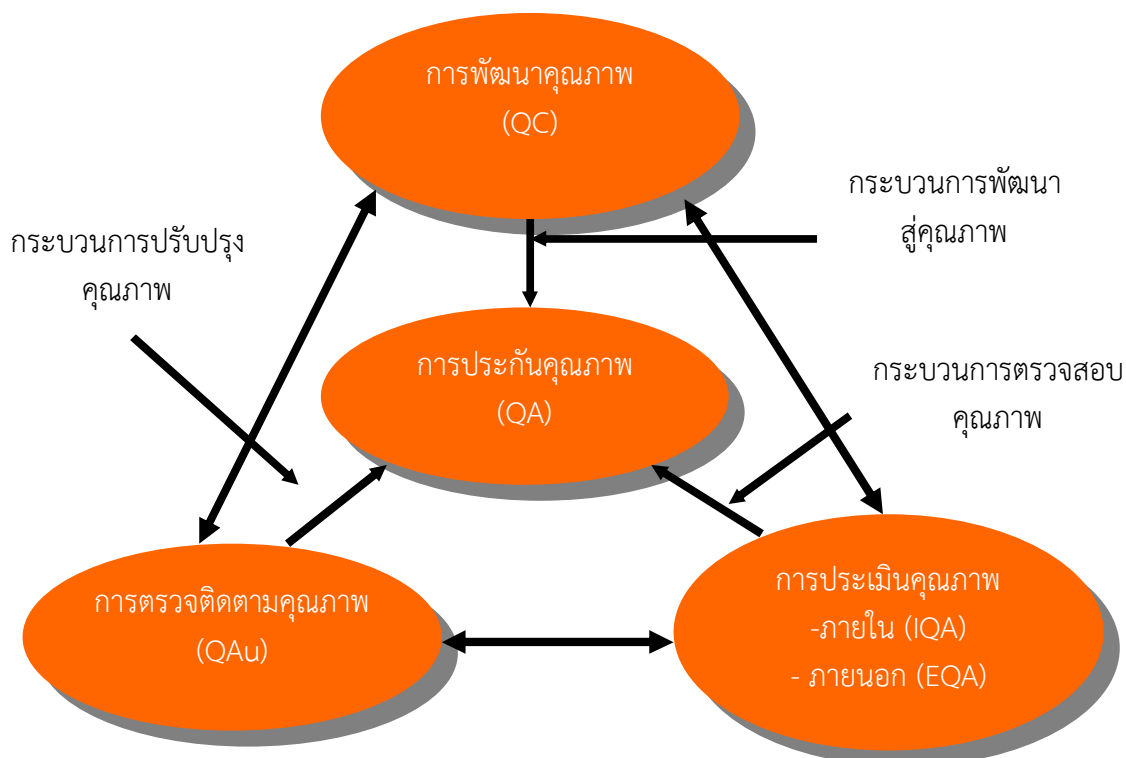 การพัฒนาคุณภาพ
(QC)
กระบวนการพัฒนา
สู่คุณภาพ
กระบวนการปรับปรุง
คุณภาพ
การประกันคุณภาพ
(QA)
กระบวนการตรวจสอบ
คุณภาพ
การตรวจติดตามคุณภาพ
(QAu)
การประเมินคุณภาพ
-ภายใน (IQA)
- ภายนอก (EQA)